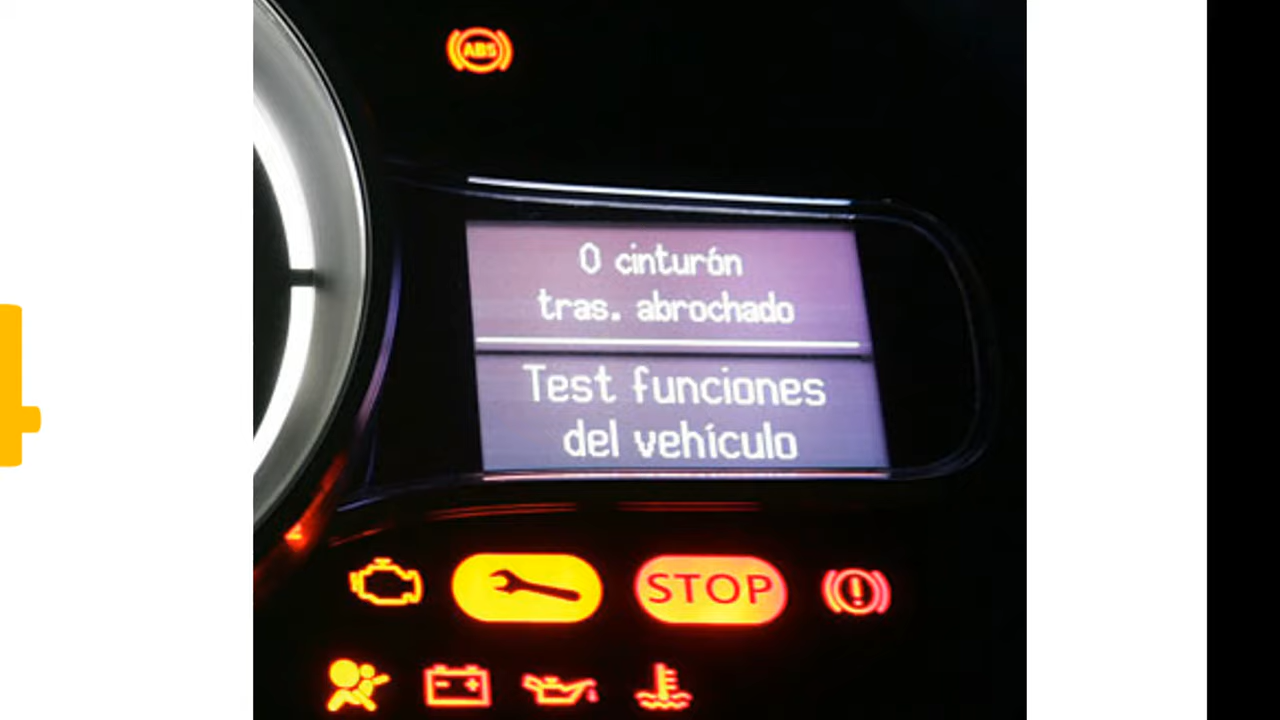 ABS
0 cinturón
tras. abrochado
Test funciones
del vehículo
STOP